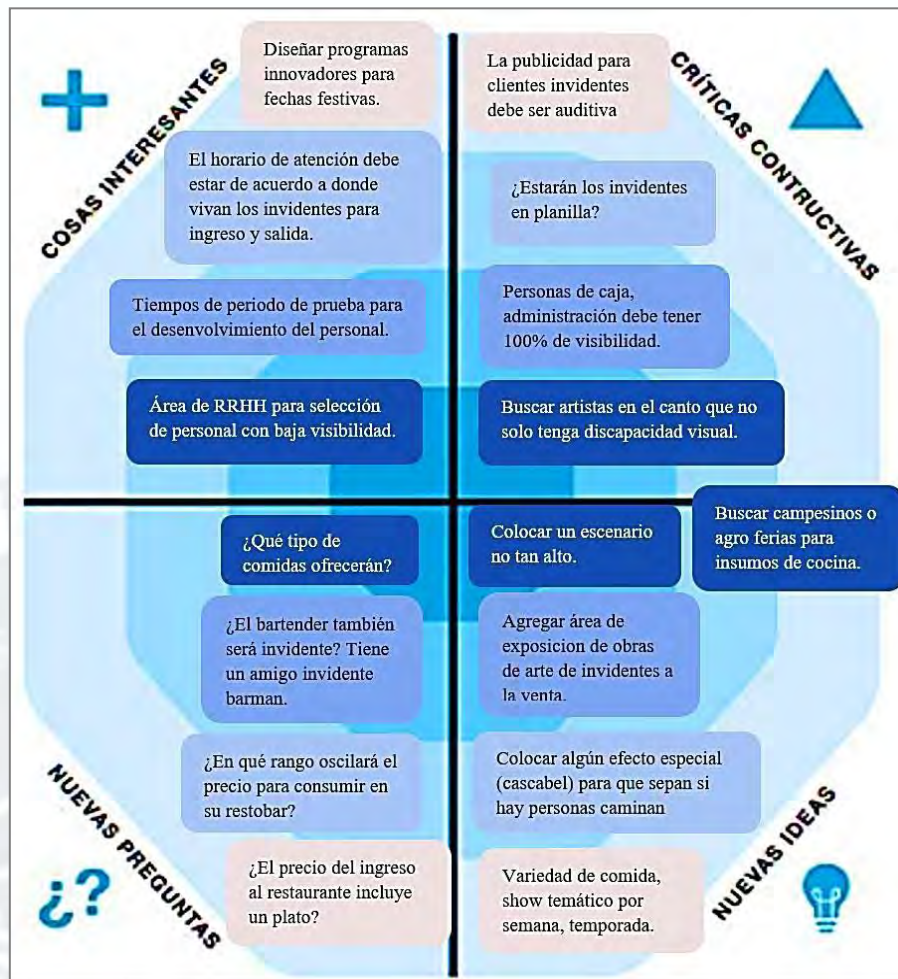 COSAS INTERESANTES
Diseñar programas
innovadores para
fechas festivas.
El horario de atención debe
estar de acuerdo a donde
vivan los invidentes para
ingreso y salida.
Tiempos de periodo de prueba para
el desenvolvimiento del personal.
Área de RRHH para selección
de personal con baja visibilidad.
CRÍTICAS CONTRUCTIVAS
La publicidad para
clientes invidentes
debe ser auditiva
¿Estarán los invidentes
en planilla?
Personas de caja,
administración debe tener
100% de visibilidad.
Buscar artistas en el canto que no
solo tenga discapacidad visual.
NUEVAS PREGUNTAS
¿?
¿Qué tipo de
comidas ofrecerán?
¿El bartender también
será invidente? Tiene
un amigo invidente
barman.
¿En qué rango oscilará el
precio para consumir en
su restobar?
¿El precio del ingreso
al restaurante incluye
un plato?
NUEVAS IDEAS
Colocar un escenario
no tan alto.
Buscar campesinos o
agro ferias para
insumos de cocina.
Agregar área de
exposicion de obras
de arte de invidentes a
la venta.
Colocar algún efecto especial
(cascabel) para que sepan si
hay personas caminan
Variedad de comida,
show temático por
semana, temporada.